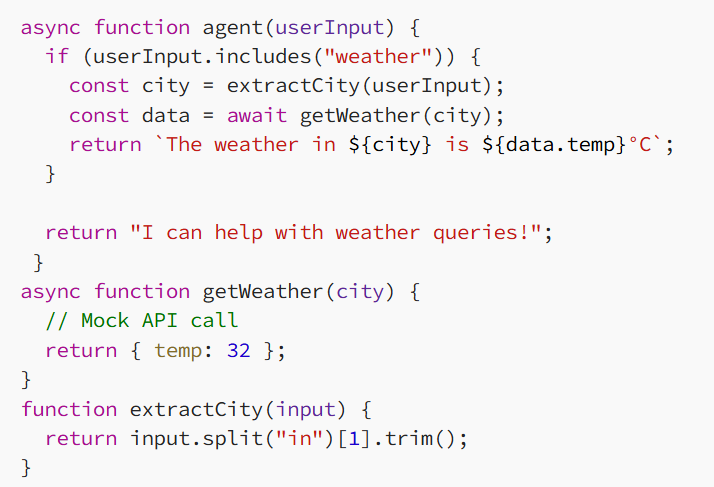 async function agent(userInput) {
  if (userInput.includes("weather")) {
    const city = extractCity(userInput);
    const data = await getWeather(city);
    return `The weather in ${city} is ${data.temp}°C`;
  }

  return "I can help with weather queries!";
 }
async function getWeather(city) {
  // Mock API call
  return { temp: 32 };
}
function extractCity(input) {
  return input.split("in")[1].trim();
}